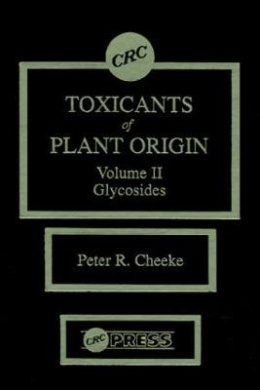 CRC
TOXICANTS
of
PLANT ORIGIN
Volume II
Glycosides
Peter R. Cheeke
CRC PRESS